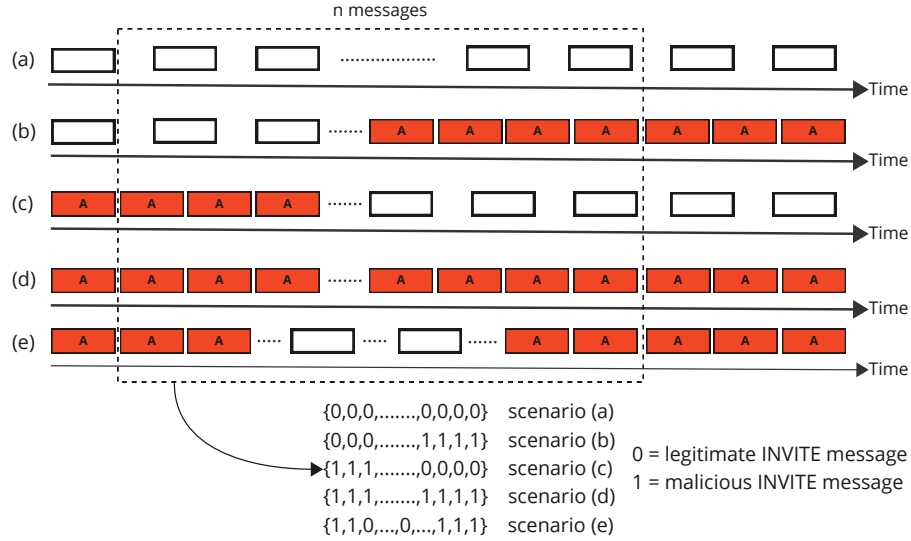 n messages
(a)
Time
(b) A A A A A A A
Time
(c) A A A A
Time
(d) A A A A A A A A A A A
Time
(e) A A A A A A A A
Time
{0,0,0,.......,0,0,0,0} scenario (a)
{0,0,0,.......,1,1,1,1} scenario (b)
{1,1,1,.......,0,0,0,0} scenario (c)
{1,1,1,.......,1,1,1,1} scenario (d)
{1,1,0,...,0,...,1,1,1} scenario (e)
0 = legitimate INVITE message
1 = malicious INVITE message